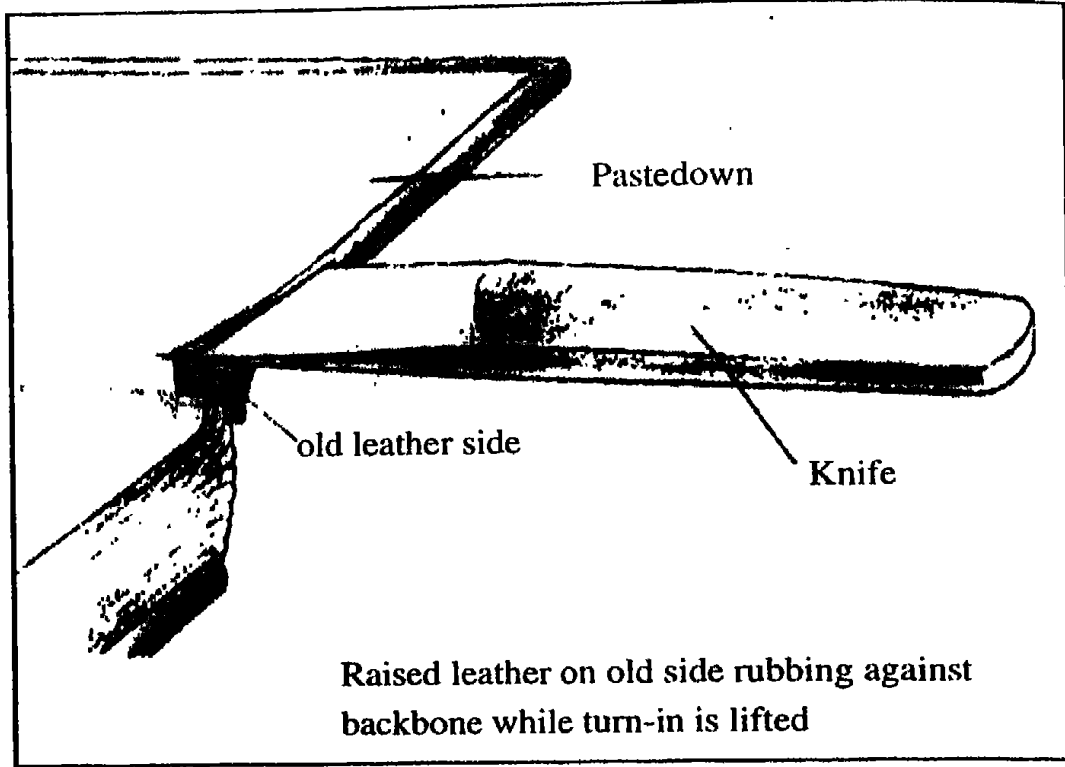 Pastedown
old leather side
Knife
Raised leather on old side rubbing against
backbone while turn-in is lifted